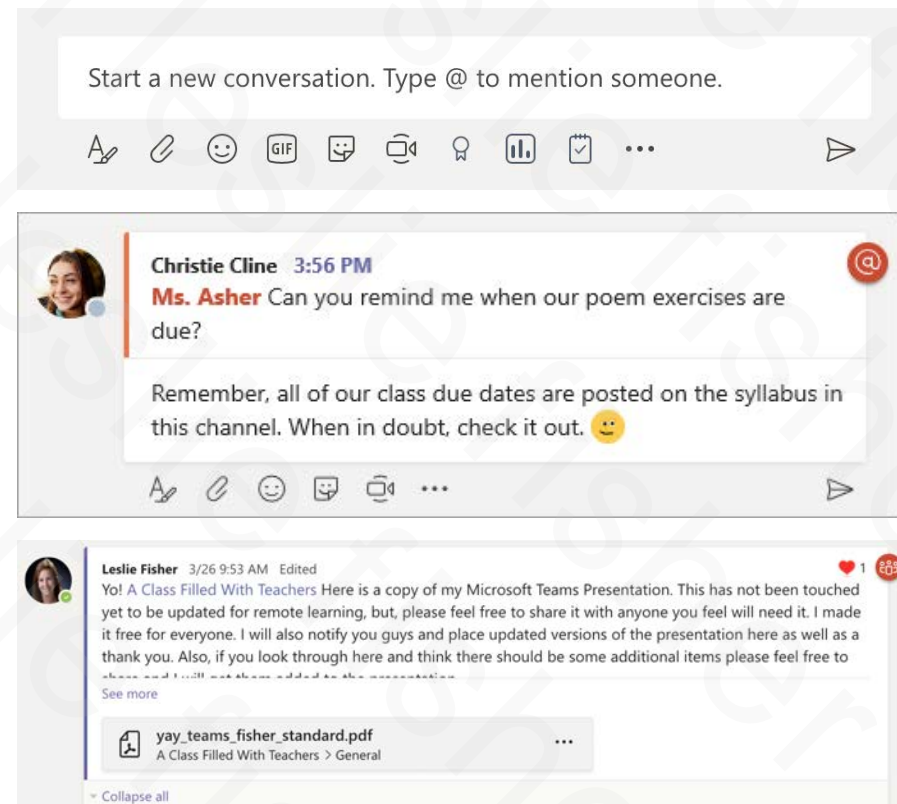 Start a new conversation. Type @ to mention someone.
GIF
Christie Cline 3:56 PM
@
Ms. Asher Can you remind me when our poem exercises are
due?
Remember, all of our class due dates are posted on the syllabus in
this channel. When in doubt, check it out.
Leslie Fisher 3/26 9:53 AM Edited
1
Yo! A Class Filled With Teachers Here is a copy of my Microsoft Teams Presentation. This has not been touched
yet to be updated for remote learning, but, please feel free to share it with anyone you feel will need it. I made
it free for everyone. I will also notify you guys and place updated versions of the presentation here as well as a
thank you. Also, if you look through here and think there should be some additional items please feel free to
See more
yay_teams_fisher_standard.pdf
A Class Filled With Teachers > General
Collapse all